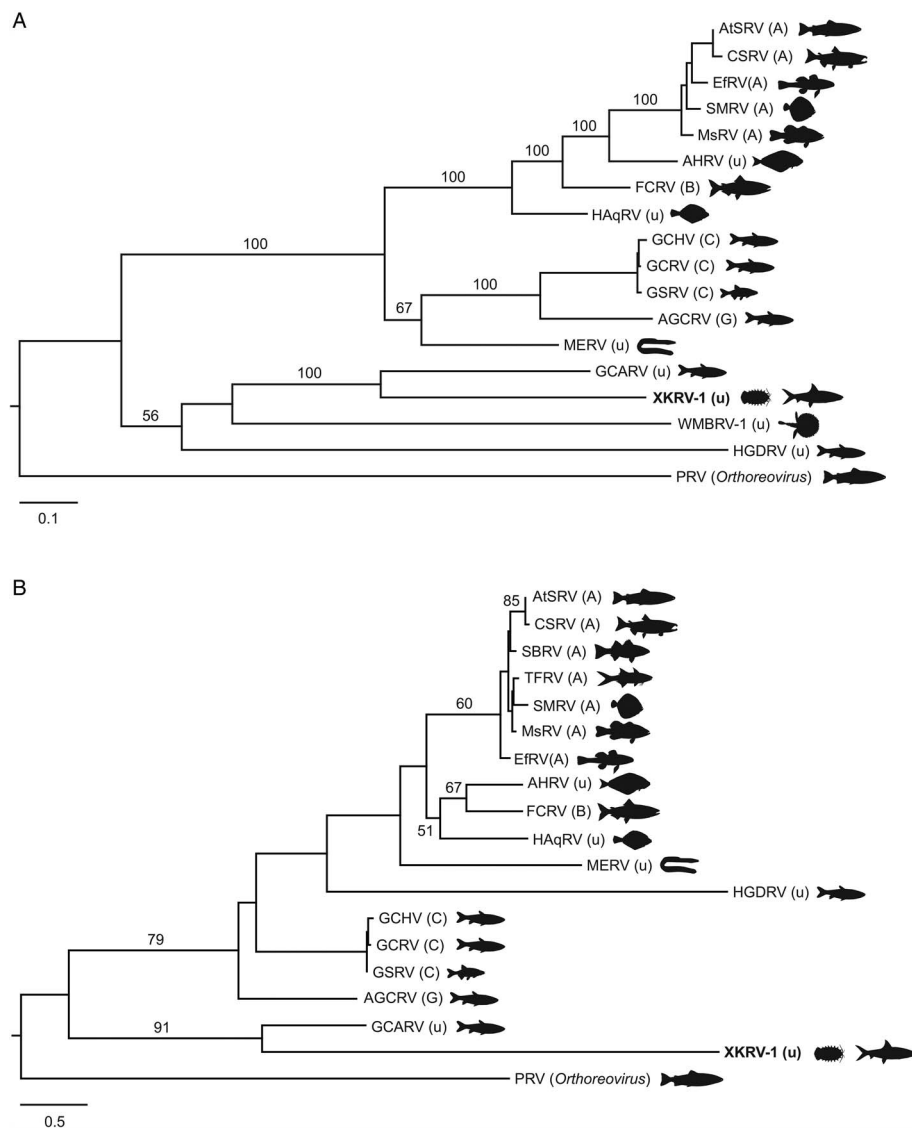 A
AtSRV (A)
CSRV (A)
EfRV(A)
100
SMRV (A)
100
MsRV (A)
100
AHRV (u)
100
FCRV (B)
HAqRV (u)
100
GCHV (C)
GCRV (C)
100
GSRV (C)
67
AGCRV (G)
MERV (u)
100
GCARV (u)
XKRV-1 (u)
56
WMBRV-1 (u)
HGDRV (u)
PRV (Orthoreovirus)
0.1
B
85
AtSRV (A)
CSRV (A)
SBRV (A)
TFRV (A)
60
SMRV (A)
MsRV (A)
EfRV(A)
67
AHRV (u)
FCRV (B)
51
HAqRV (u)
MERV (u)
HGDRV (u)
GCHV (C)
79
GCRV (C)
GSRV (C)
AGCRV (G)
91
GCARV (u)
XKRV-1 (u)
PRV (Orthoreovirus)
0.5